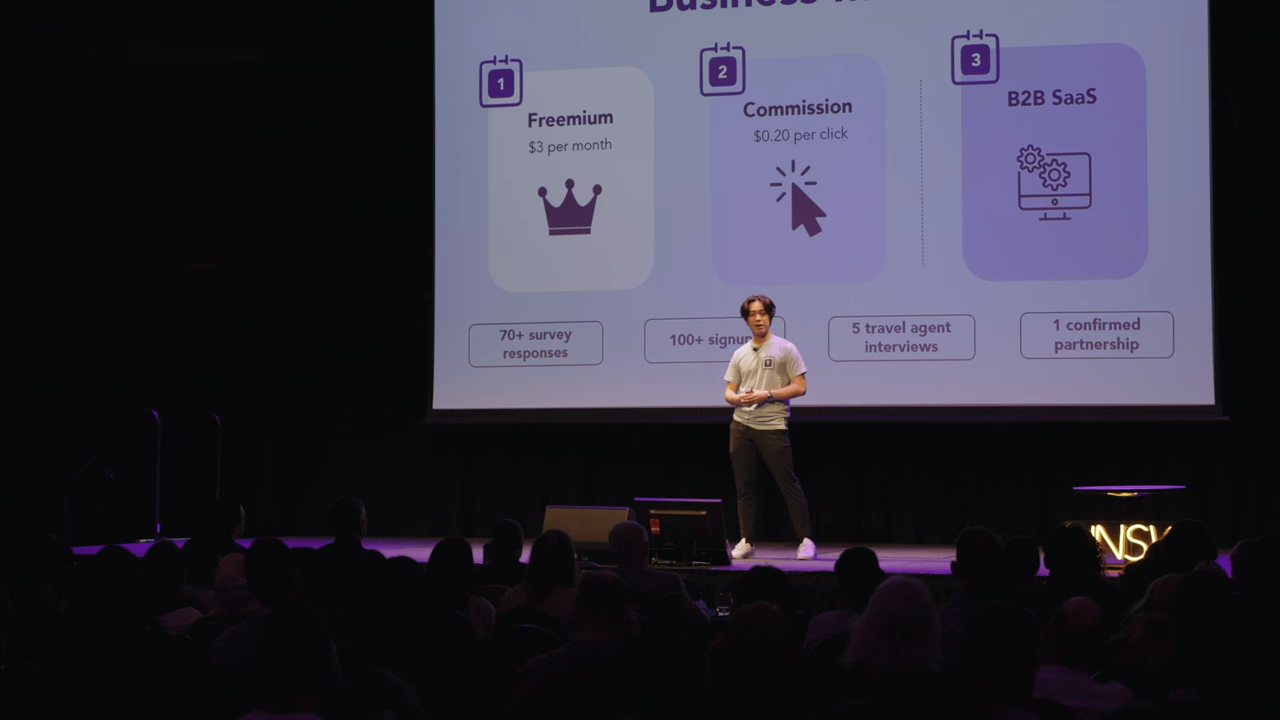 Business
1
Freemium
$3 per month
2
Commission
$0.20 per click
3
B2B SaaS
70+ survey
responses
100+
5 travel agent
interviews
1 confirmed
partnership